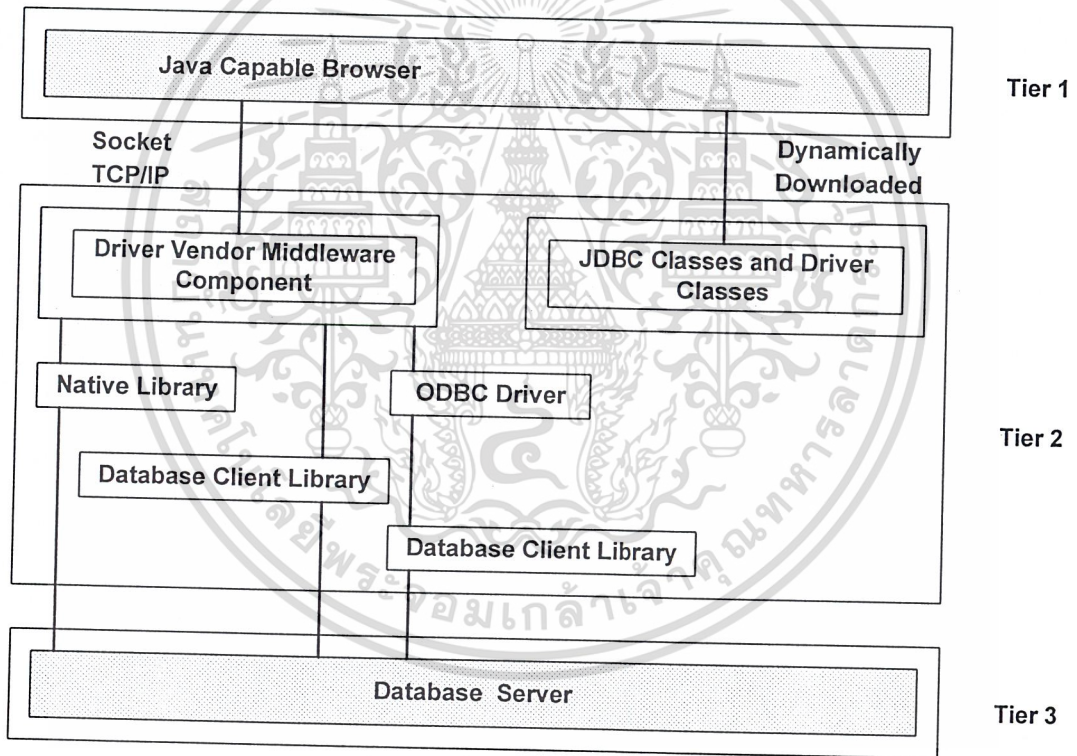 Java Capable Browser
Tier 1
Socket
TCP/IP
Dynamically
Downloaded
Driver Vendor Middleware
Component
JDBC Classes and Driver
Classes
Native Library
ODBC Driver
Tier 2
Database Client Library
Database Client Library
Database Server
Tier 3